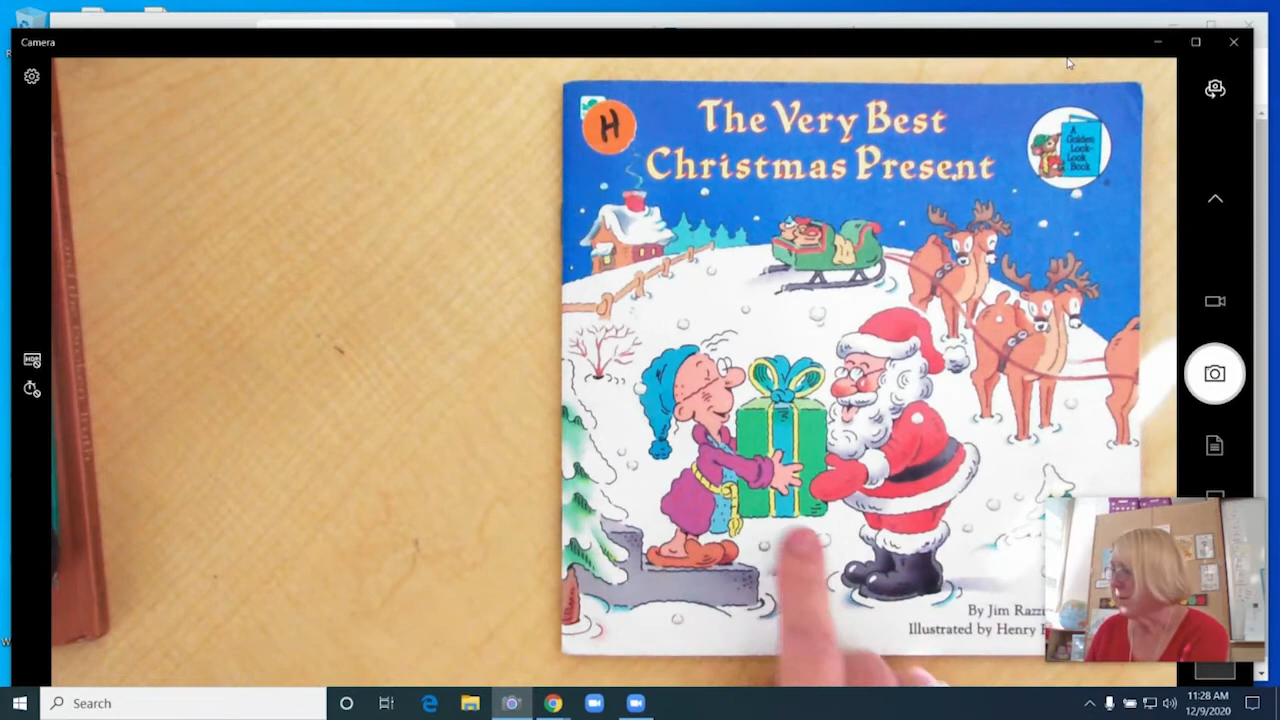 Camera
H
The Very Best
Christmas Present
A
Golden
Look-
Look
Book
By Jim
Illustrated by Henry
Search
11:28 AM
12/9/2020